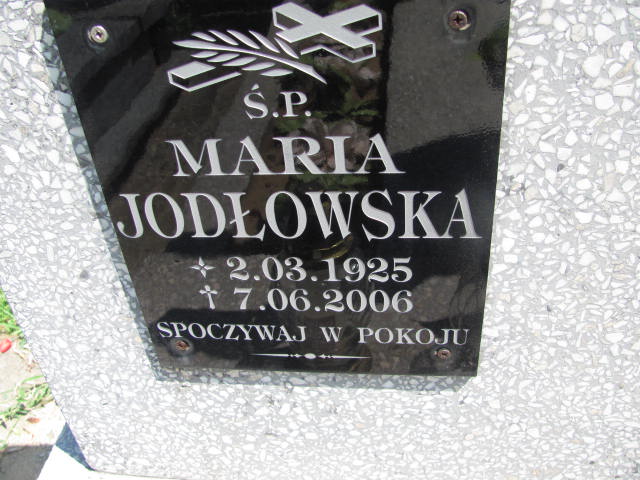 Ś.P.
MARIA
JODŁOWSKA
2.03.1925
† 7.06.2006
SPOCZYWAJ W POKOJU